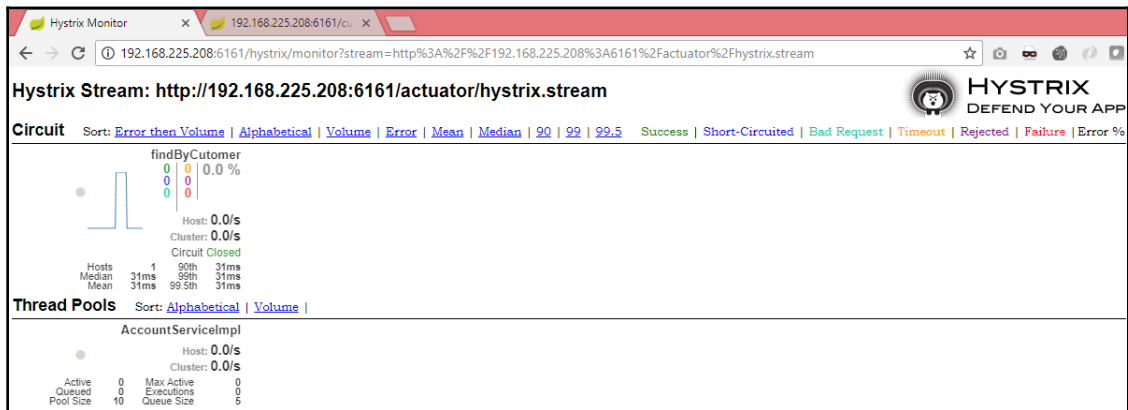 Hystrix Monitor
192.168.225.208:6161/cu
192.168.225.208:6161/hystrix/monitor?stream=http%3A%2F%2F192.168.225.208%3A6161%2Factuator%2Fhystrix.stream
Hystrix Stream: http://192.168.225.208:6161/actuator/hystrix.stream
HYSTRIX
DEFEND YOUR APP
Circuit Sort: Error then Volume | Alphabetical | Volume | Error | Mean | Median | 90 | 99 | 99.5 Success | Short-Circuited | Bad Request | Timeout | Rejected | Failure | Error %
findByCutomer
0 0 0.0 %
0 0
0 0
Host: 0.0/s
Cluster: 0.0/s
Circuit Closed
Hosts 1 90th 31ms
Median 31ms 99th 31ms
Mean 31ms 99.5th 31ms
Thread Pools Sort: Alphabetical | Volume |
AccountServiceImpl
Host: 0.0/s
Cluster: 0.0/s
Active 0 Max Active 0
Queued 0 Executions 0
Pool Size 10 Queue Size 5